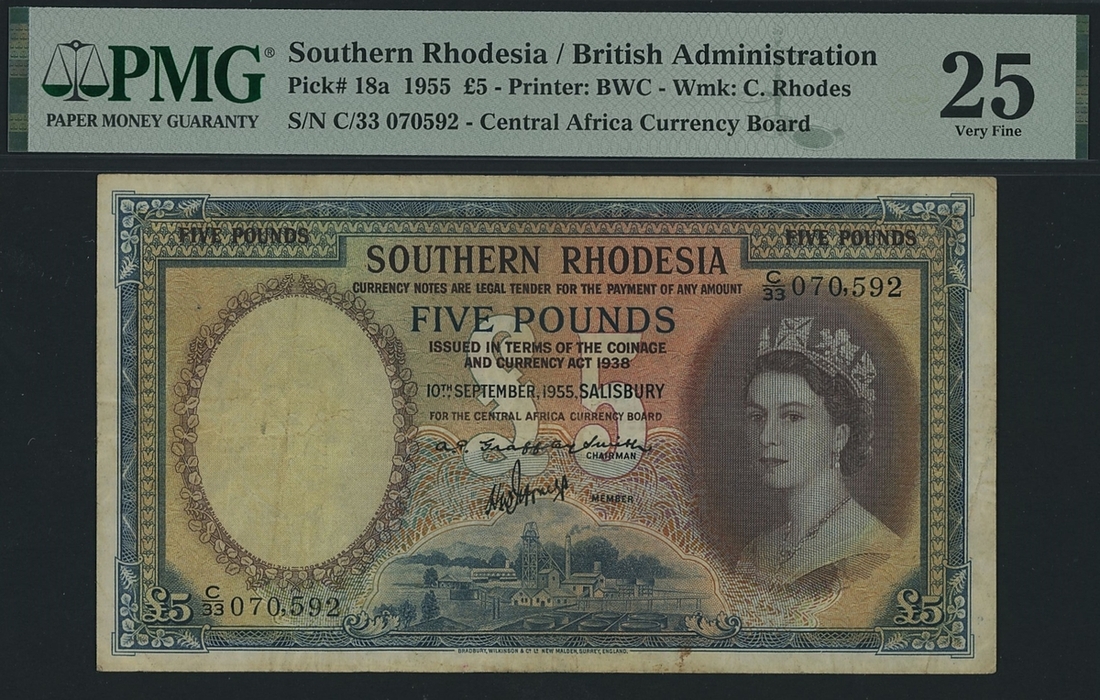 PMG®
PAPER MONEY GUARANTY
Southern Rhodesia / British Administration
Pick# 18a 1955 £5 - Printer: BWC - Wmk: C. Rhodes
S/N C/33 070592 - Central Africa Currency Board
25
Very Fine
FIVE POUNDS
FIVE POUNDS
SOUTHERN RHODESIA
CURRENCY NOTES ARE LEGAL TENDER FOR THE PAYMENT OF ANY AMOUNT
C/33 070,592
FIVE POUNDS
£5
ISSUED IN TERMS OF THE COINAGE
AND CURRENCY ACT 1938
10TH SEPTEMBER, 1955, SALISBURY
FOR THE CENTRAL AFRICA CURRENCY BOARD
CHAIRMAN
MEMBER
£5 C/33 070,592
£5
BRADBURY, WILKINSON & Co Ld NEW MALDEN, SURREY, ENGLAND.